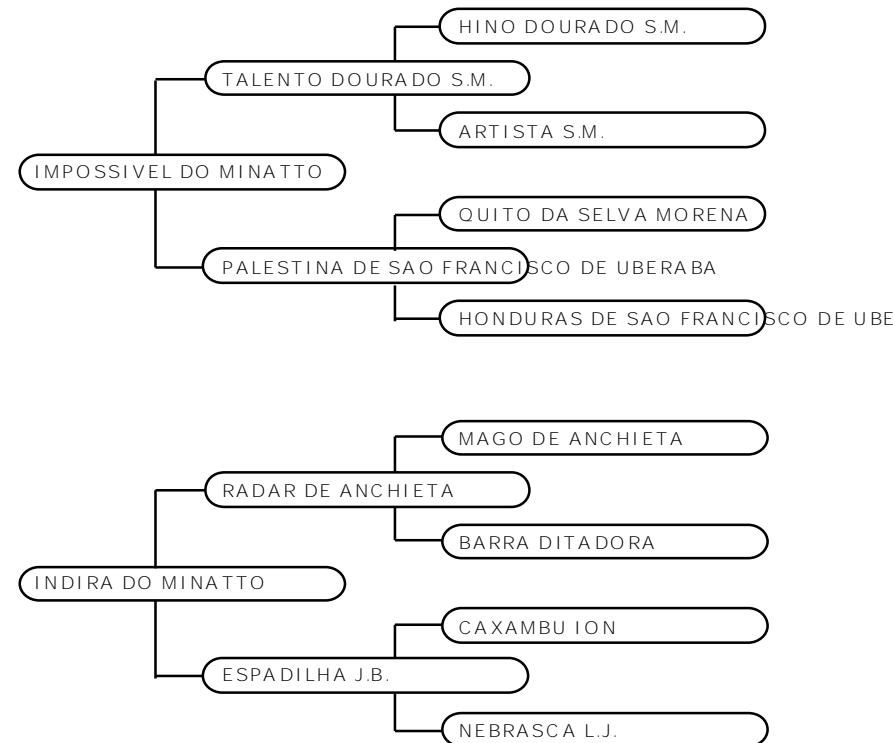 HINO DOURADO S.M.
TALENTO DOURADO S.M.
ARTISTA S.M.
IMPOSSIVEL DO MINATTO
QUITO DA SELVA MORENA
PALESTINA DE SAO FRANCISCO DE UBERABA
HONDURAS DE SAO FRANCISCO DE UBE
MAGO DE ANCHIETA
RADAR DE ANCHIETA
BARRA DITADORA
INDIRA DO MINATTO
CAXAMBU ION
ESPADILHA J.B.
NEBRASCA L.J.